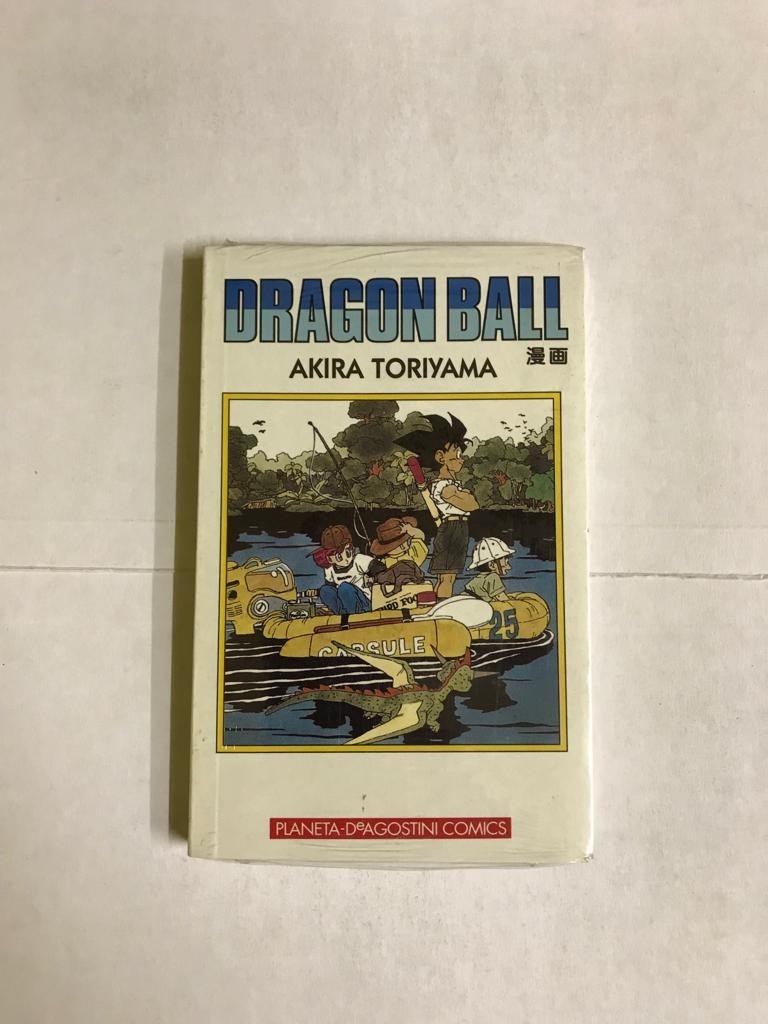 DRAGON BALL
AKIRA TORIYAMA
漫画
CAPSULE
25
PLANETA-DeAGOSTINI COMICS